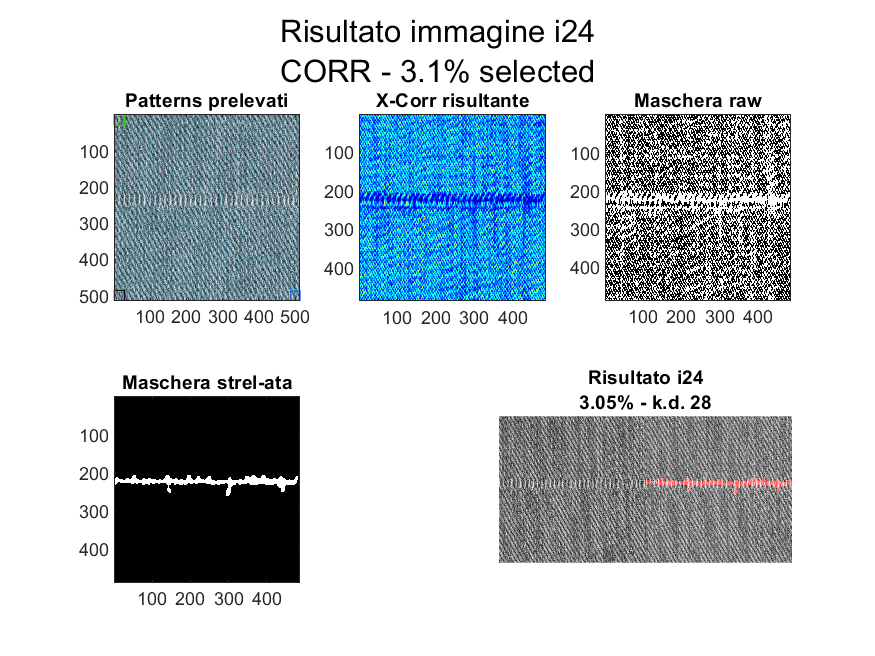 Risultato immagine i24
CORR - 3.1% selected
Patterns prelevati
100
200
300
400
500
100 200 300 400 500
X-Corr risultante
100
200
300
400
100 200 300 400
Maschera raw
100
200
300
400
100 200 300 400
Maschera strel-ata
100
200
300
400
100 200 300 400
Risultato i24
3.05% - k.d. 28